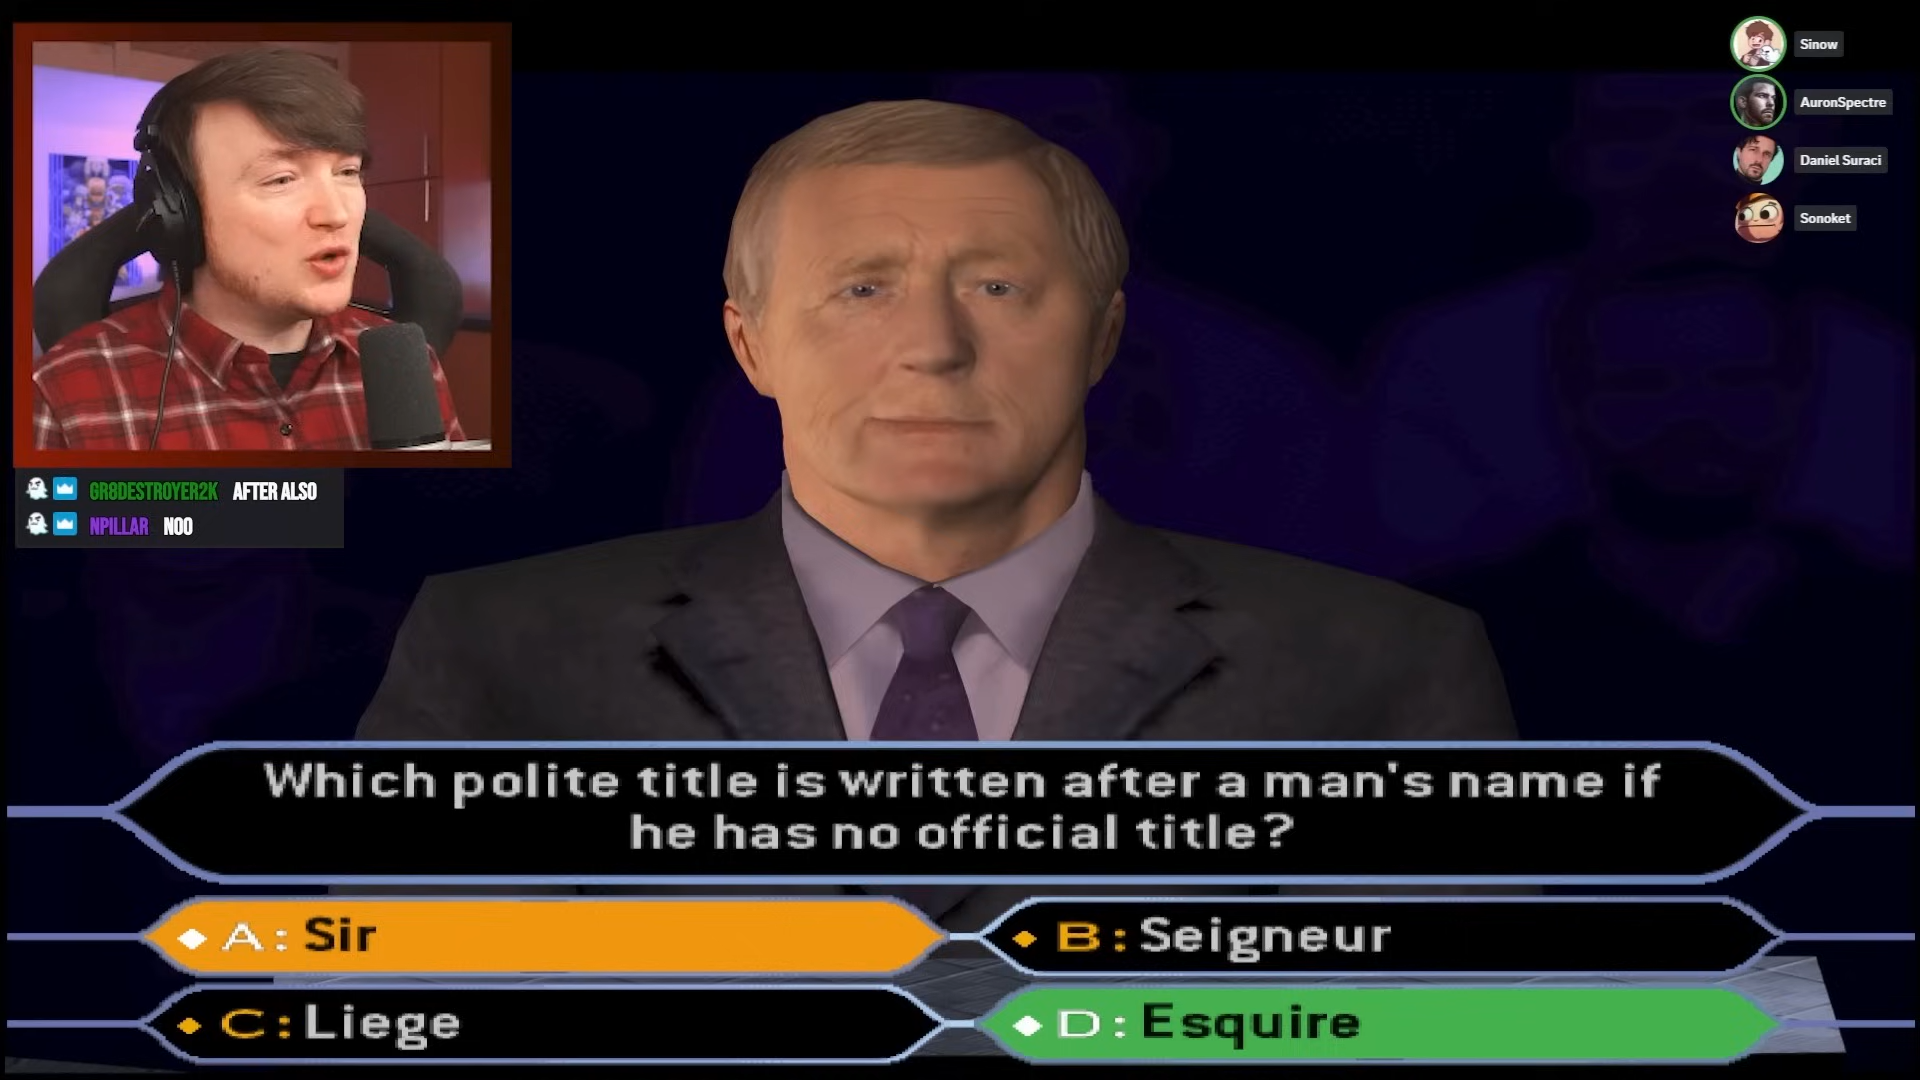 Sinow
AuronSpectre
Daniel Suraci
Sonoket
GR8DESTROYER2K AFTER ALSO
NPILLAR NOO
Which polite title is written after a man's name if
he has no official title?
A: Sir
B: Seigneur
C: Liege
D: Esquire